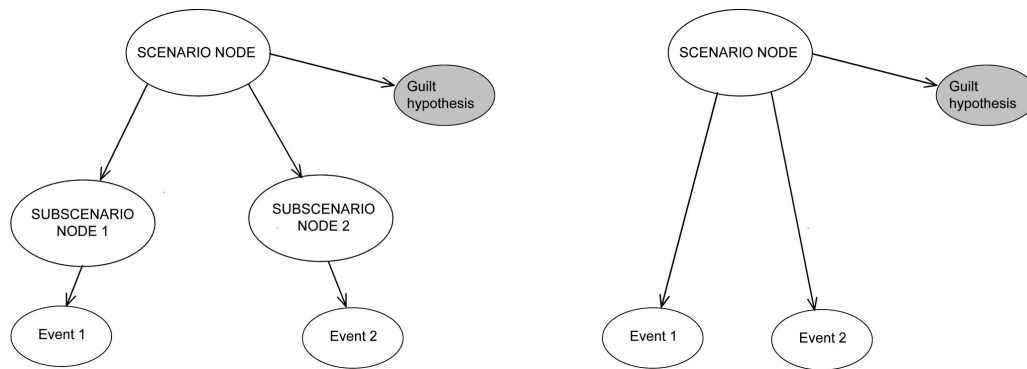 SCENARIO NODE
Guilt
hypothesis
SUBSCENARIO
NODE 1
SUBSCENARIO
NODE 2
Event 1
Event 2
SCENARIO NODE
Guilt
hypothesis
Event 1
Event 2